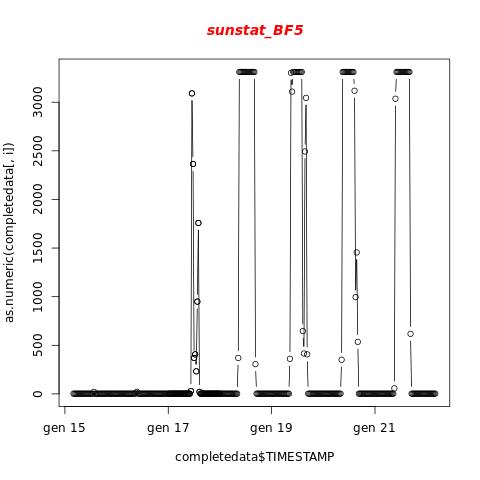 sunstat_BF5
as.numeric(completedata[, i])
3000
2500
2000
1500
1000
500
0
gen 15
gen 17
gen 19
gen 21
completedata$TIMESTAMP